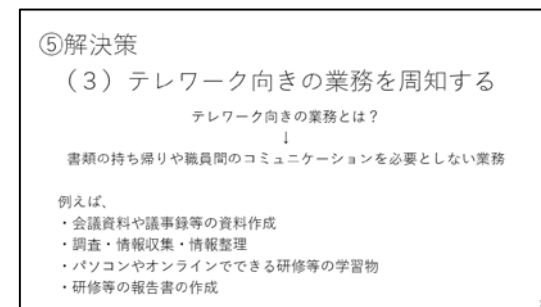 ⑤解決策
（３）テレワーク向きの業務を周知する
テレワーク向きの業務とは？
↓
書類の持ち帰りや職員間のコミュニケーションを必要としない業務
例えば、
・会議資料や議事録等の資料作成
・調査・情報収集・情報整理
・パソコンやオンラインでできる研修等の学習物
・研修等の報告書の作成